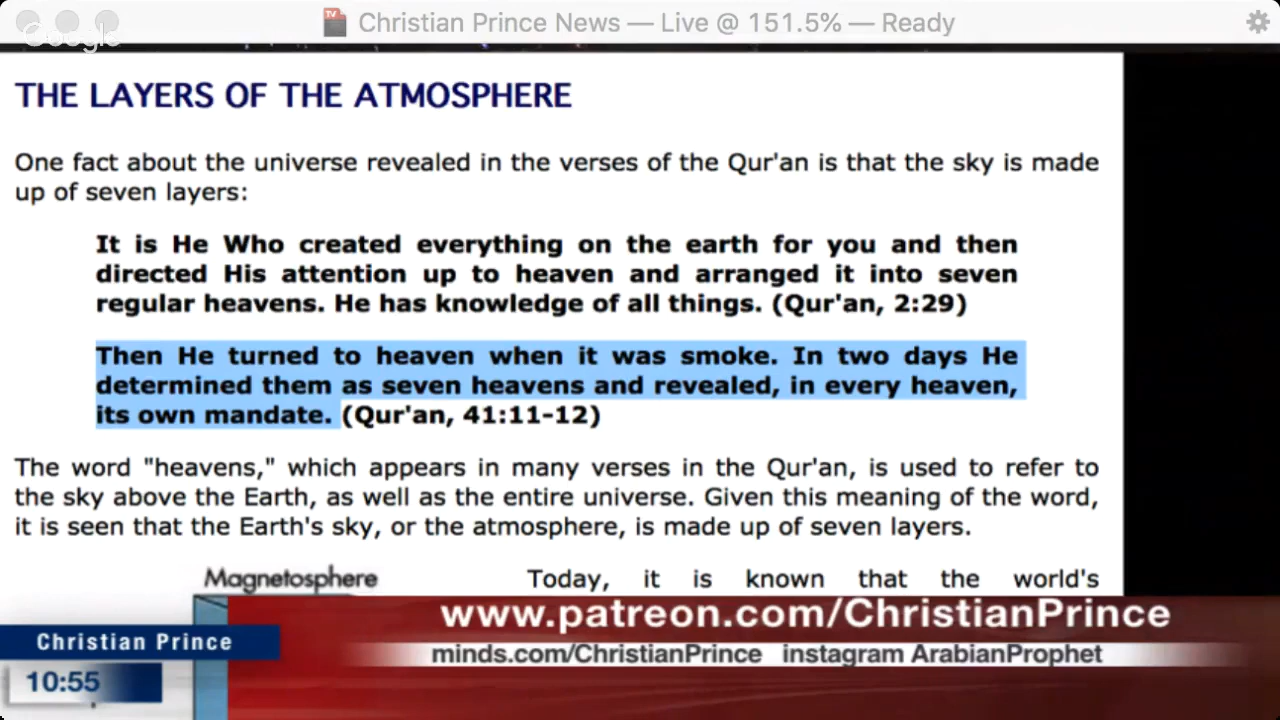 Christian Prince News — Live @ 151.5% — Ready
Google
THE LAYERS OF THE ATMOSPHERE
One fact about the universe revealed in the verses of the Qur'an is that the sky is made
up of seven layers:
It is He Who created everything on the earth for you and then
directed His attention up to heaven and arranged it into seven
regular heavens. He has knowledge of all things. (Qur'an, 2:29)
Then He turned to heaven when it was smoke. In two days He
determined them as seven heavens and revealed, in every heaven,
its own mandate. (Qur'an, 41:11-12)
The word "heavens," which appears in many verses in the Qur'an, is used to refer to
the sky above the Earth, as well as the entire universe. Given this meaning of the word,
it is seen that the Earth's sky, or the atmosphere, is made up of seven layers.
Magnetosphere
Today, it is known that the world's
www.patreon.com/ChristianPrince
Christian Prince
minds.com/ChristianPrince instagram ArabianProphet
10:55